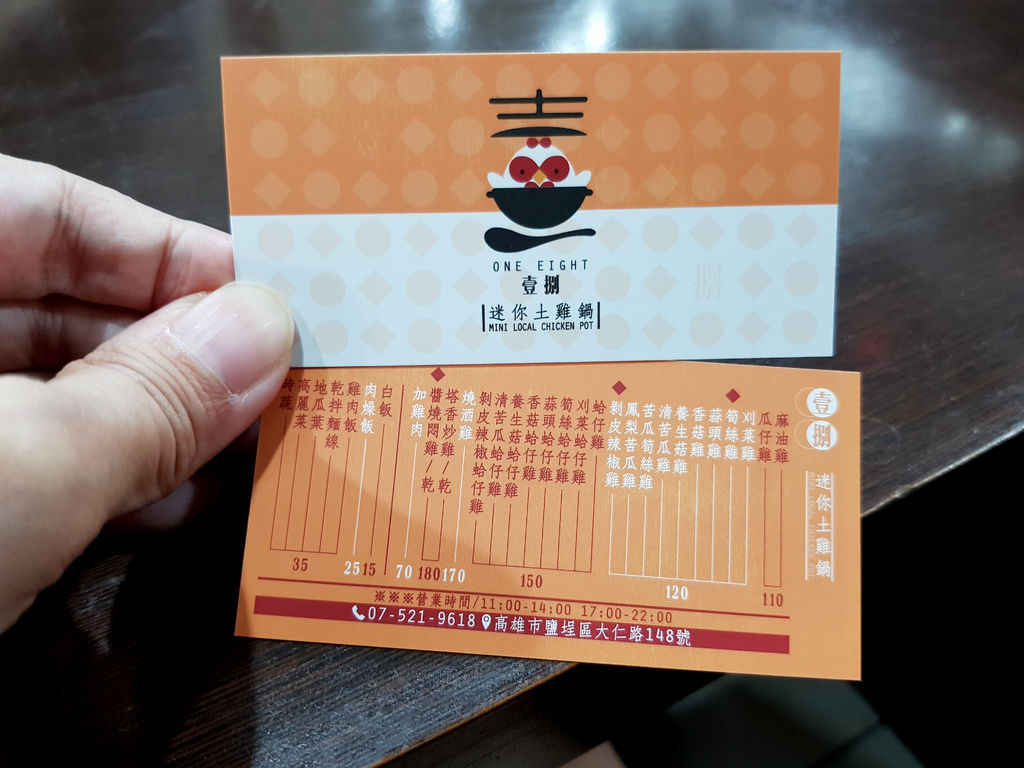 ONE EIGHT
壹捌
迷你土雞鍋
MINI LOCAL CHICKEN POT
捌
壹捌
迷你土雞鍋
麻油雞
瓜仔雞
110
刈菜雞
筍絲雞
蒜頭雞
香菇雞
養生菇雞
清苦瓜雞
苦瓜筍絲雞
鳳梨苦瓜雞
剝皮辣椒雞
120
蛤仔雞
刈菜蛤仔雞
筍絲蛤仔雞
蒜頭蛤仔雞
香菇蛤仔雞
養生菇蛤仔雞
清苦瓜蛤仔雞
剝皮辣椒蛤仔雞
150
燒酒雞
170
塔香炒雞/乾
醬燒悶雞/乾
180
加雞肉
70
白飯
15
肉燥飯
25
雞肉飯
乾拌麵線
地瓜葉
高麗菜
時蔬
35
※※※營業時間/11:00-14:00 17:00-22:00
07-521-9618 高雄市鹽埕區大仁路148號